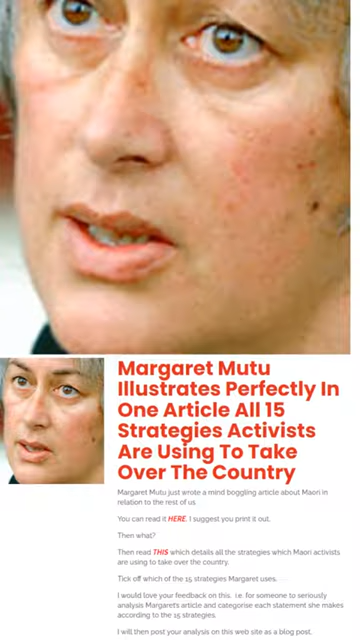 Margaret Mutu
Illustrates Perfectly In
One Article All 15
Strategies Activists
Are Using To Take
Over The Country
Margaret Mutu just wrote a mind boggling article about Maori in
relation to the rest of us
You can read it HERE. I suggest you print it out.
Then what?
Then read THIS which details all the strategies which Maori activists
are using to take over the country.
Tick off which of the 15 strategies Margaret uses.
I would love your feedback on this. i.e. for someone to seriously
analysis Margaret's article and categorise each statement she makes
according to the 15 strategies.
I will then post your analysis on this web site as a blog post.